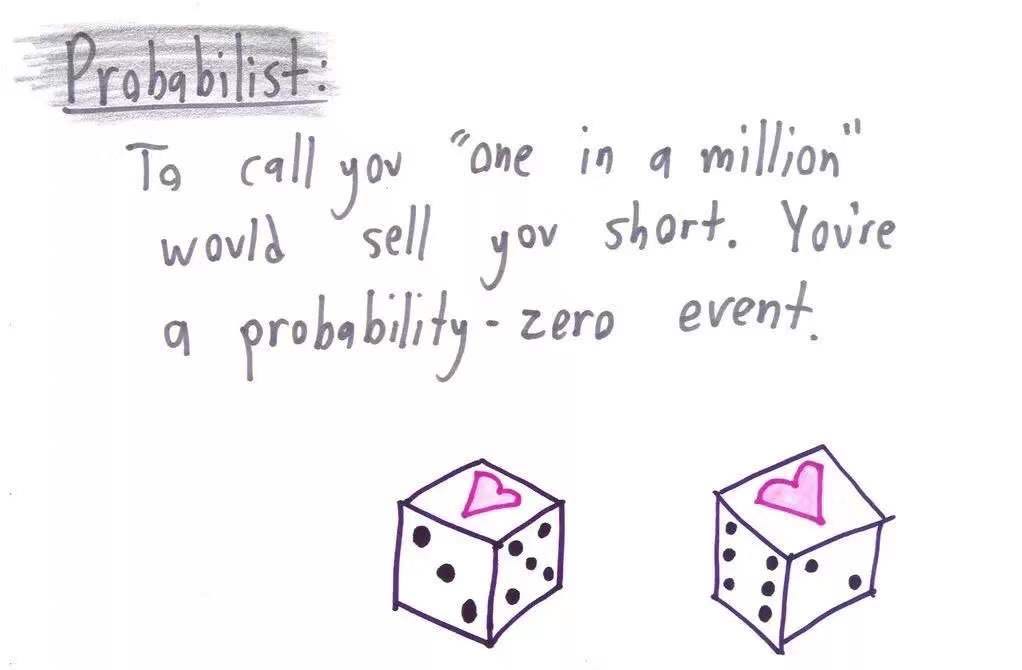 Probabilist:
To call you "one in a million"
would sell you short. You're
a probability-zero event.